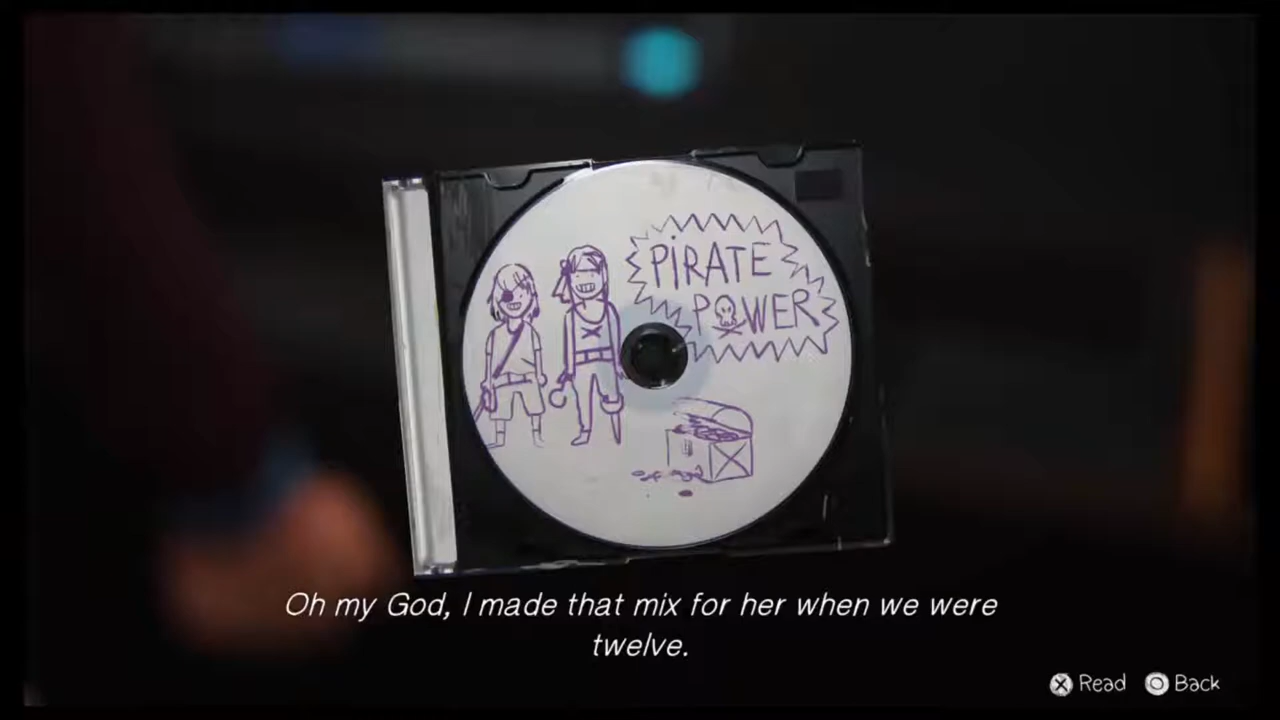 PiRATE
POWER
Oh my God, I made that mix for her when we were
twelve.
Read Back